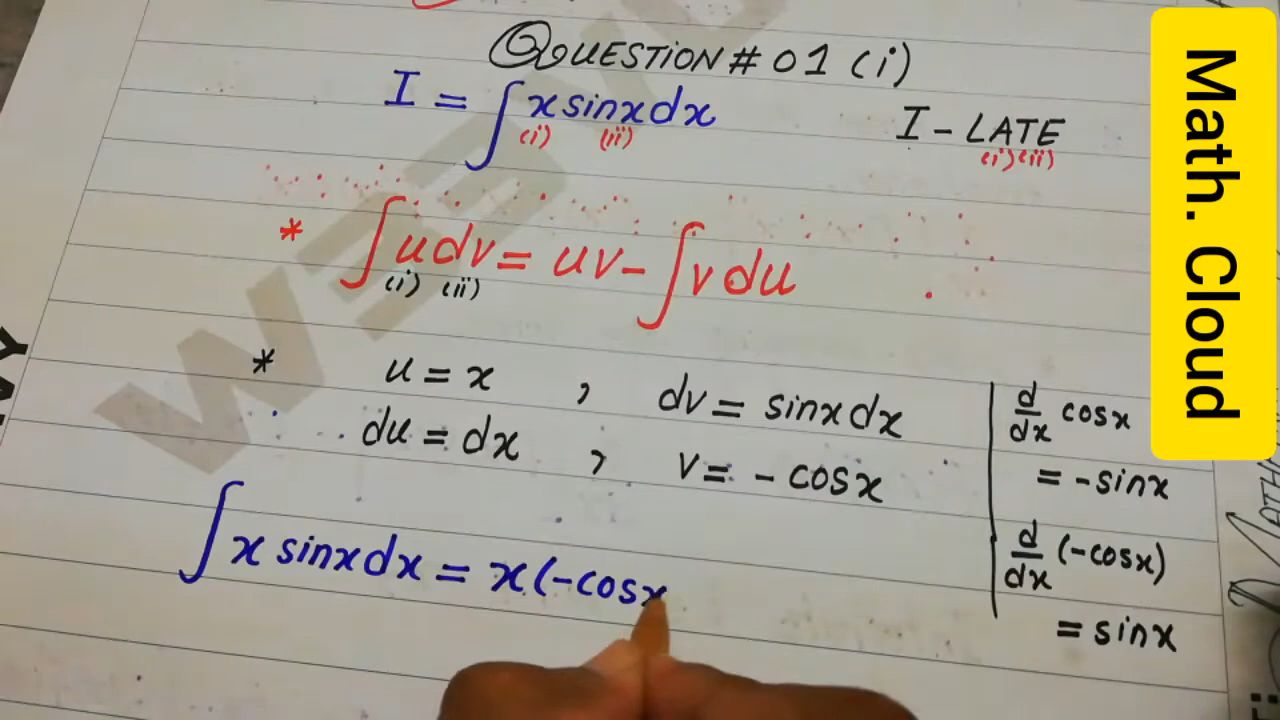 QUESTION # 01 (i)
I = ∫ x sinx dx
(i) (ii)
I - LATE
(i) (ii)
* ∫ u dv = uv - ∫ v du
(i) (ii)
* u = x , dv = sinx dx
du = dx , v = - cosx
∫ x sinx dx = x(-cosx
d/dx cosx
= -sinx
d/dx (-cosx)
= sinx
Math. Cloud